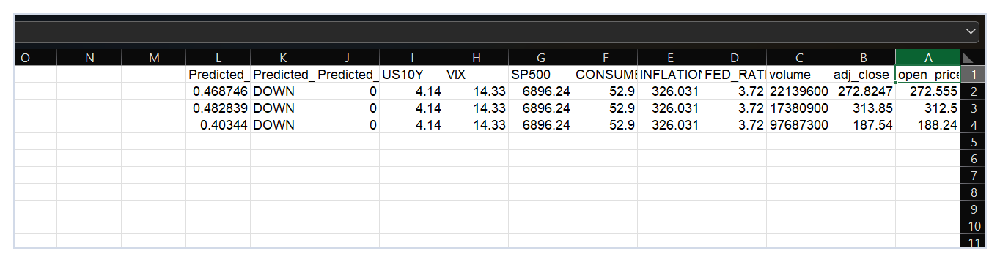 O N M L K J I H G F E D C B A
Predicted_ Predicted_ Predicted_ US10Y VIX SP500 CONSUME INFLATION FED_RAT volume adj_close open_price 1
0.468746 DOWN 0 4.14 14.33 6896.24 52.9 326.031 3.72 22139600 272.8247 272.555 2
0.482839 DOWN 0 4.14 14.33 6896.24 52.9 326.031 3.72 17380900 313.85 312.5 3
0.40344 DOWN 0 4.14 14.33 6896.24 52.9 326.031 3.72 97687300 187.54 188.24 4
5
6
7
8
9
10
11